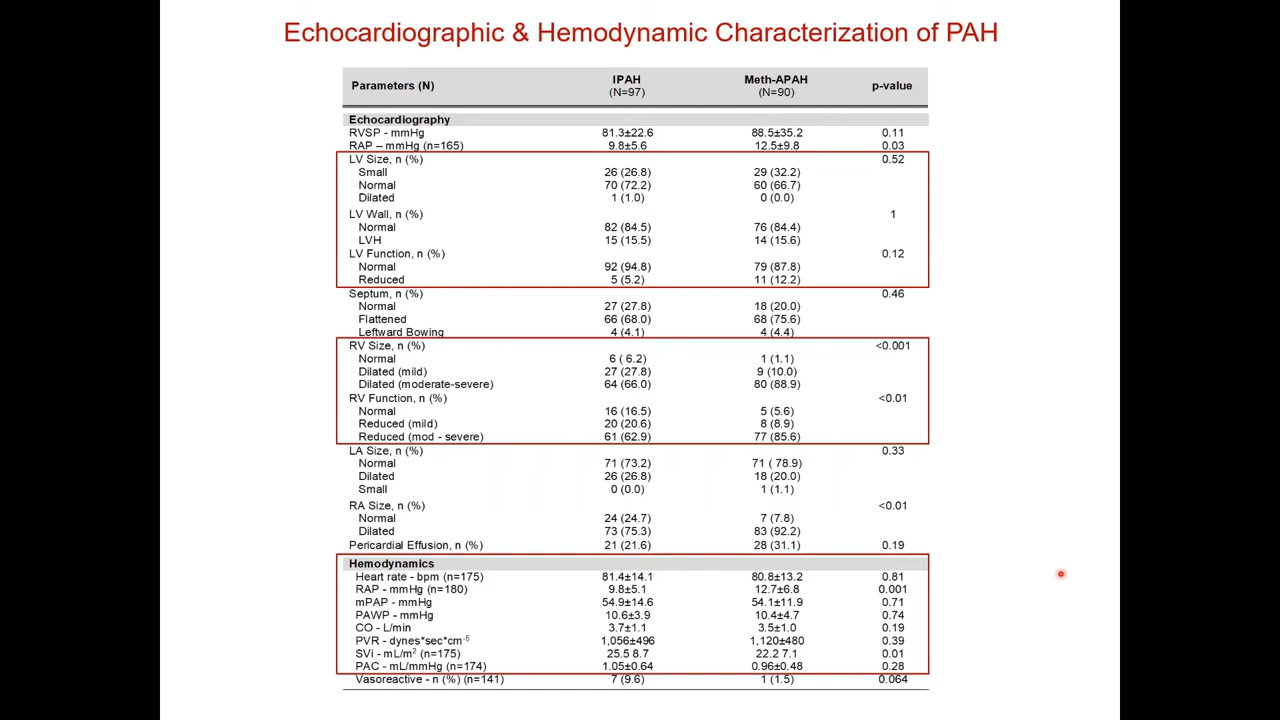 Echocardiographic & Hemodynamic Characterization of PAH
Parameters (N) IPAH (N=97) Meth-APAH (N=90) p-value
Echocardiography
RVSP - mmHg 81.3±22.6 88.5±35.2 0.11
RAP – mmHg (n=165) 9.8±5.6 12.5±9.8 0.03
LV Size, n (%) 0.52
Small 26 (26.8) 29 (32.2)
Normal 70 (72.2) 60 (66.7)
Dilated 1 (1.0) 0 (0.0)
LV Wall, n (%) 1
Normal 82 (84.5) 76 (84.4)
LVH 15 (15.5) 14 (15.6)
LV Function, n (%) 0.12
Normal 92 (94.8) 79 (87.8)
Reduced 5 (5.2) 11 (12.2)
Septum, n (%) 0.46
Normal 27 (27.8) 18 (20.0)
Flattened 66 (68.0) 68 (75.6)
Leftward Bowing 4 (4.1) 4 (4.4)
RV Size, n (%) <0.001
Normal 6 ( 6.2) 1 (1.1)
Dilated (mild) 27 (27.8) 9 (10.0)
Dilated (moderate-severe) 64 (66.0) 80 (88.9)
RV Function, n (%) <0.01
Normal 16 (16.5) 5 (5.6)
Reduced (mild) 20 (20.6) 8 (8.9)
Reduced (mod - severe) 61 (62.9) 77 (85.6)
LA Size, n (%) 0.33
Normal 71 (73.2) 71 ( 78.9)
Dilated 26 (26.8) 18 (20.0)
Small 0 (0.0) 1 (1.1)
RA Size, n (%) <0.01
Normal 24 (24.7) 7 (7.8)
Dilated 73 (75.3) 83 (92.2)
Pericardial Effusion, n (%) 21 (21.6) 28 (31.1) 0.19
Hemodynamics
Heart rate - bpm (n=175) 81.4±14.1 80.8±13.2 0.81
RAP - mmHg (n=180) 9.8±5.1 12.7±6.8 0.001
mPAP - mmHg 54.9±14.6 54.1±11.9 0.71
PAWP - mmHg 10.6±3.9 10.4±4.7 0.74
CO - L/min 3.7±1.1 3.5±1.0 0.19
PVR - dynes*sec*cm⁻⁵ 1,056±496 1,120±480 0.39
SVi - mL/m² (n=175) 25.5 8.7 22.2 7.1 0.01
PAC - mL/mmHg (n=174) 1.05±0.64 0.96±0.48 0.28
Vasoreactive - n (%) (n=141) 7 (9.6) 1 (1.5) 0.064